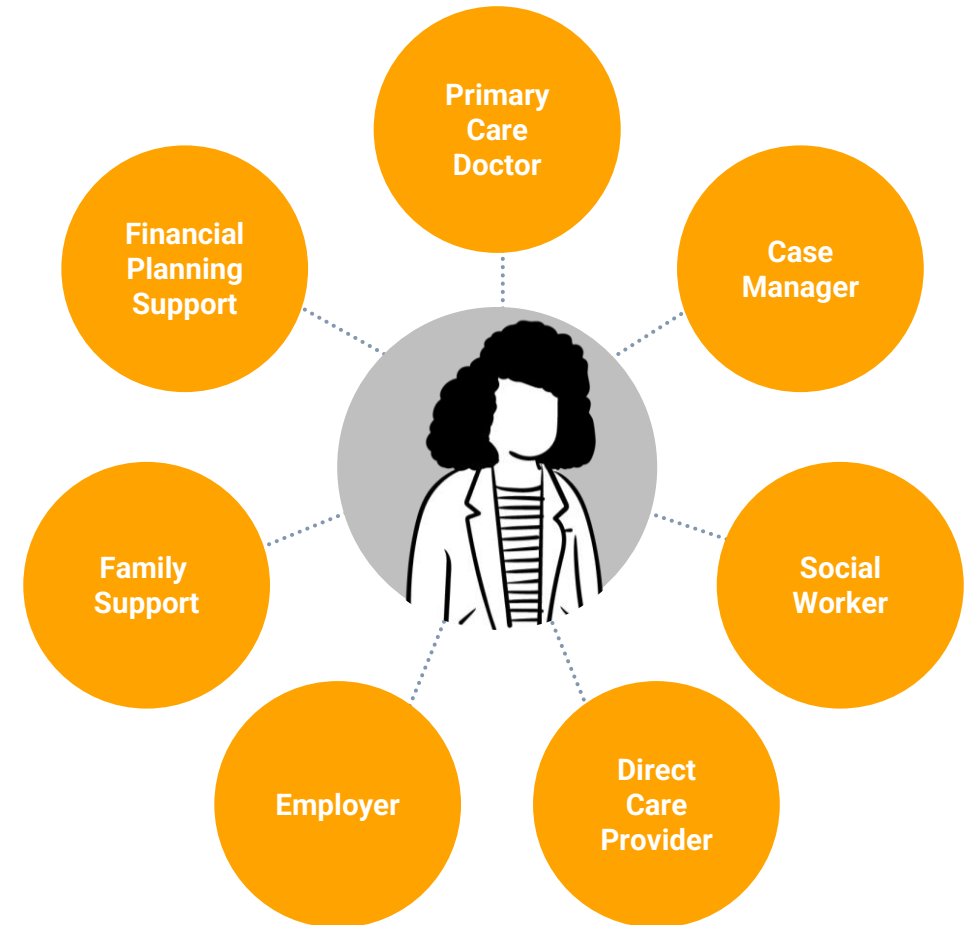 Primary
Care
Doctor
Case
Manager
Social
Worker
Direct
Care
Provider
Employer
Family
Support
Financial
Planning
Support